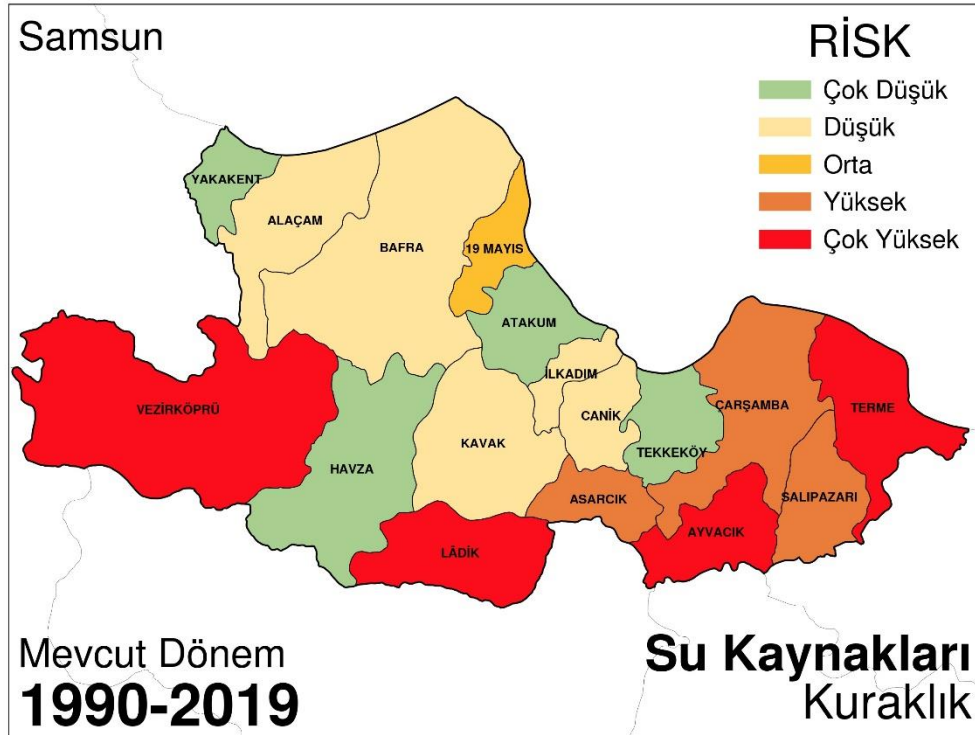 Samsun
RİSK
Çok Düşük
Düşük
Orta
Yüksek
Çok Yüksek
YAKAKENT
ALAÇAM
BAFRA
19 MAYIS
ATAKUM
İLKADIM
VEZİRKÖPRÜ
CANİK
ÇARŞAMBA
TERME
HAVZA
KAVAK
TEKKEKÖY
ASARCIK
SALIPAZARI
LÂDİK
AYVACIK
Mevcut Dönem
1990-2019
Su Kaynakları
Kuraklık